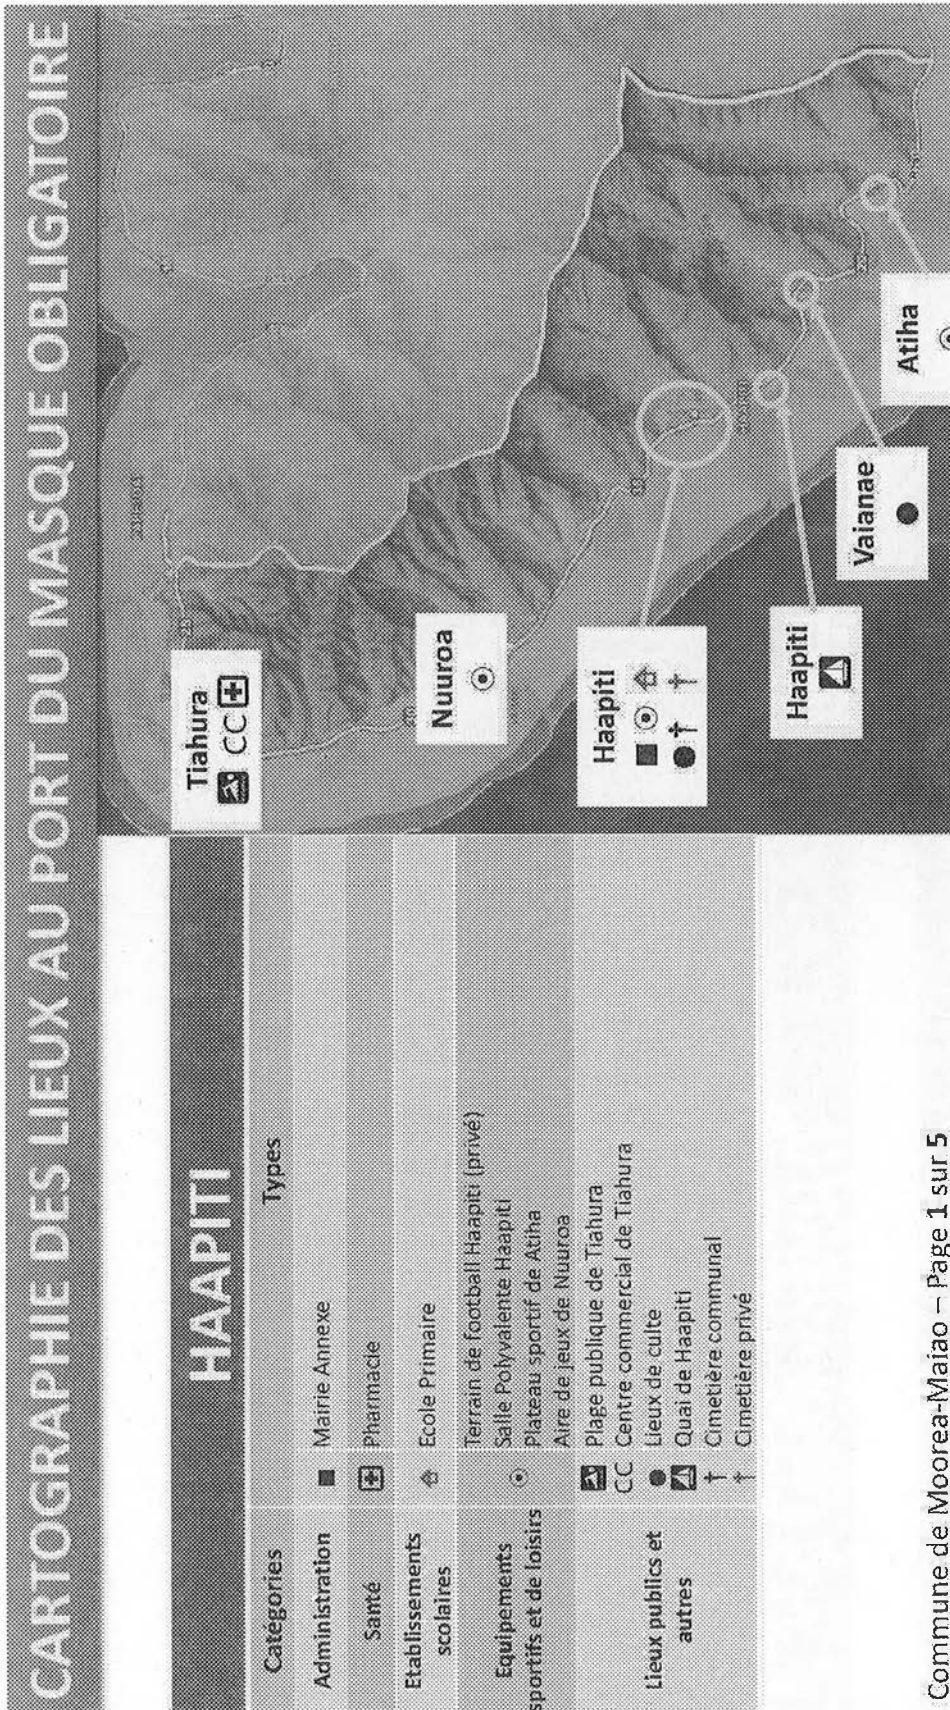 CARTOGRAPHIE DES LIEUX AU PORT DU MASQUE OBLIGATOIRE
HAAPITI
Catégories Types
Administration Mairie Annexe
Santé Pharmacie
Etablissements scolaires Ecole Primaire
Equipements sportifs et de loisirs
Terrain de football Haapiti (privé)
Salle Polyvalente Haapiti
Plateau sportif de Atiha
Aire de jeux de Nuuroa
Lieux publics et autres
Plage publique de Tiahura
CC Centre commercial de Tiahura
Lieux de culte
Quai de Haapiti
Cimetière communal
Cimetière privé
Tiahura
CC
Nuuroa
Haapiti
Haapiti
Vaianae
Atiha
Commune de Moorea-Maiao – Page 1 sur 5